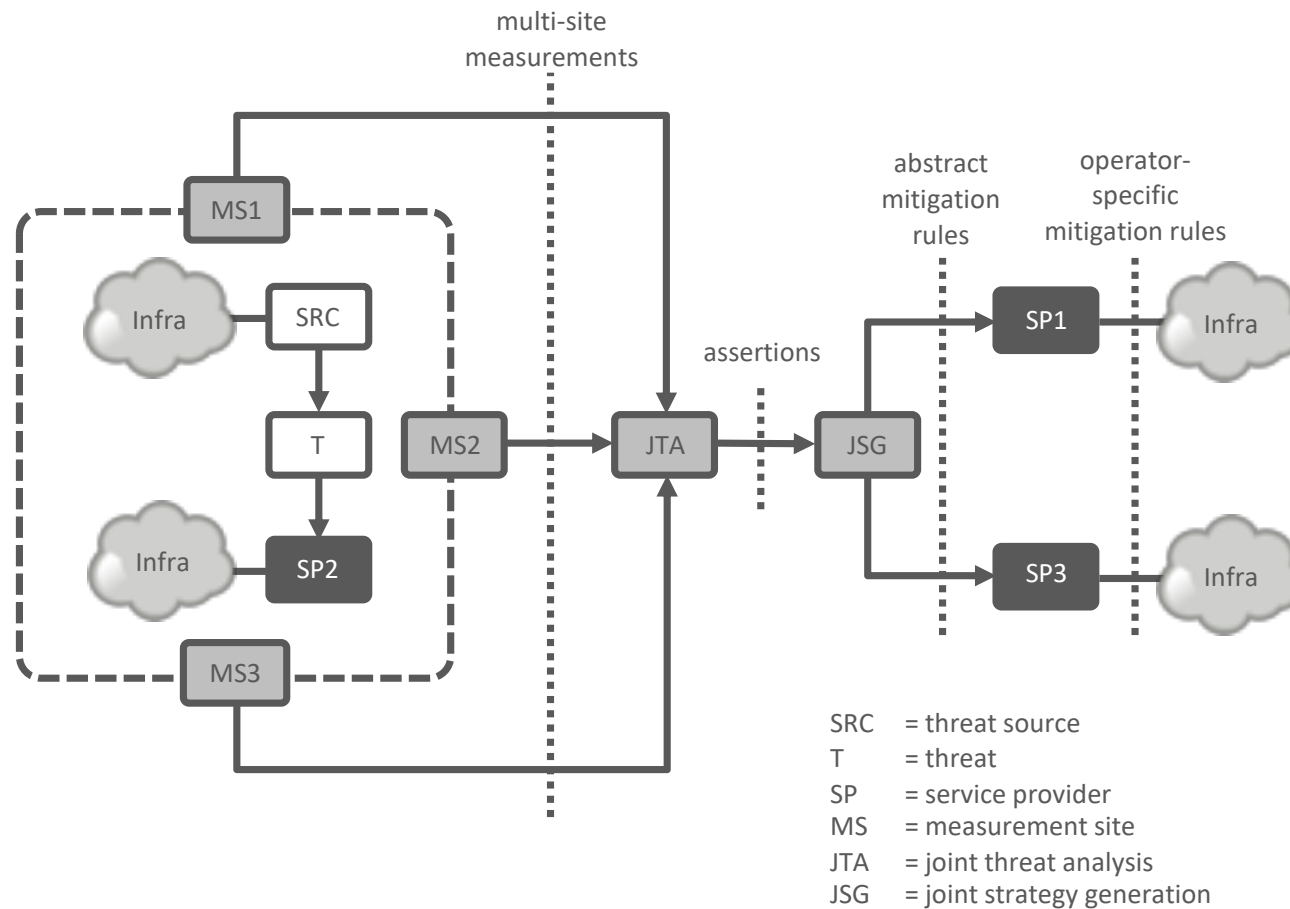 multi-site
measurements
MS1
abstract
mitigation
rules
operator-
specific
mitigation rules
Infra
SRC
SP1
Infra
assertions
T
MS2
JTA
JSG
Infra
SP2
SP3
Infra
MS3
SRC = threat source
T = threat
SP = service provider
MS = measurement site
JTA = joint threat analysis
JSG = joint strategy generation